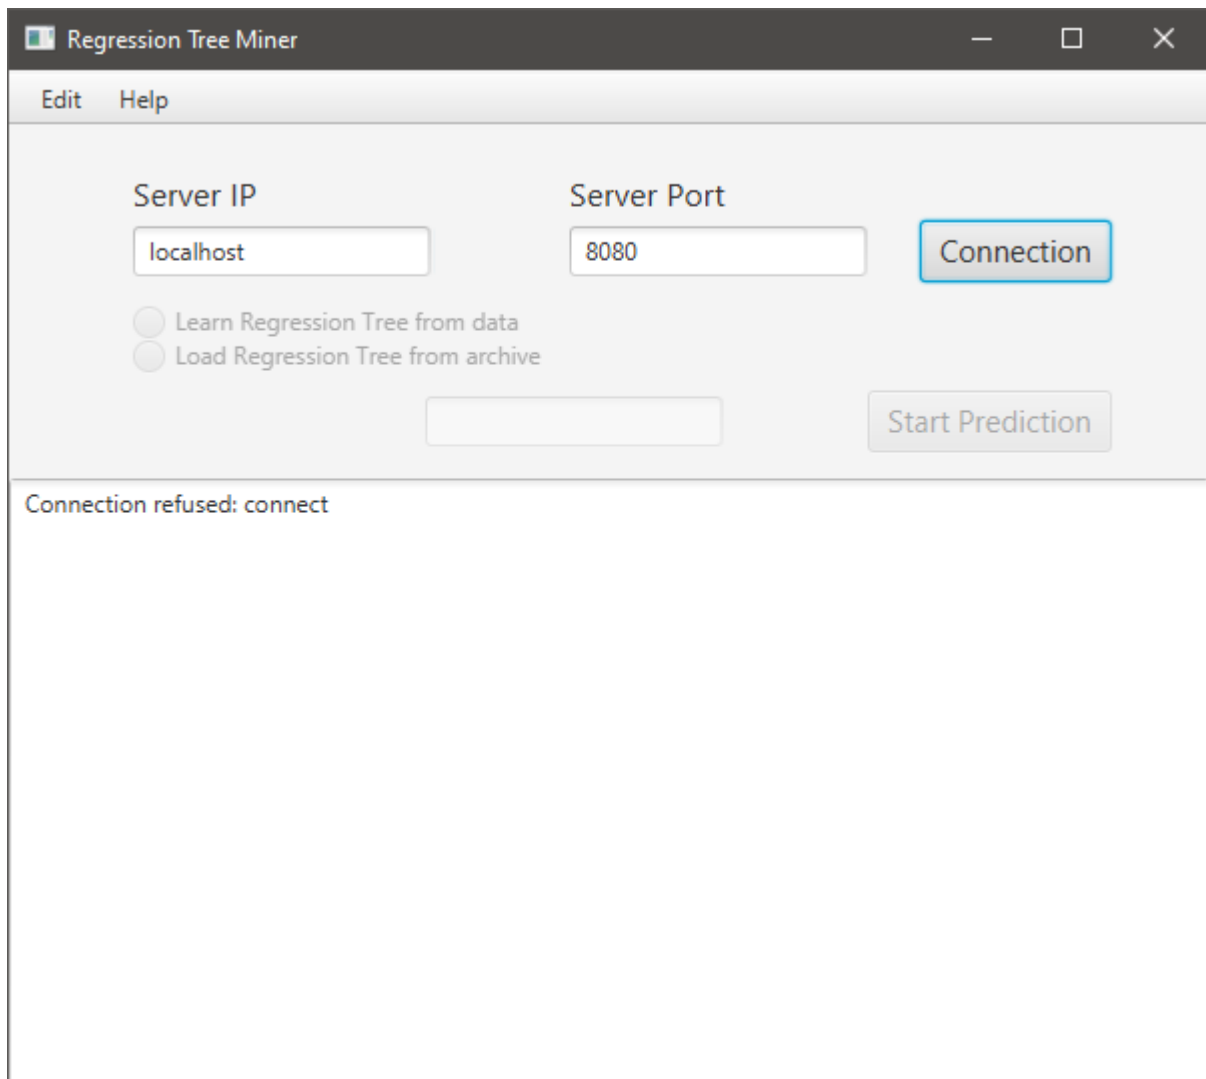 Regression Tree Miner
Edit Help
Server IP Server Port
localhost 8080 Connection
Learn Regression Tree from data
Load Regression Tree from archive
Start Prediction
Connection refused: connect